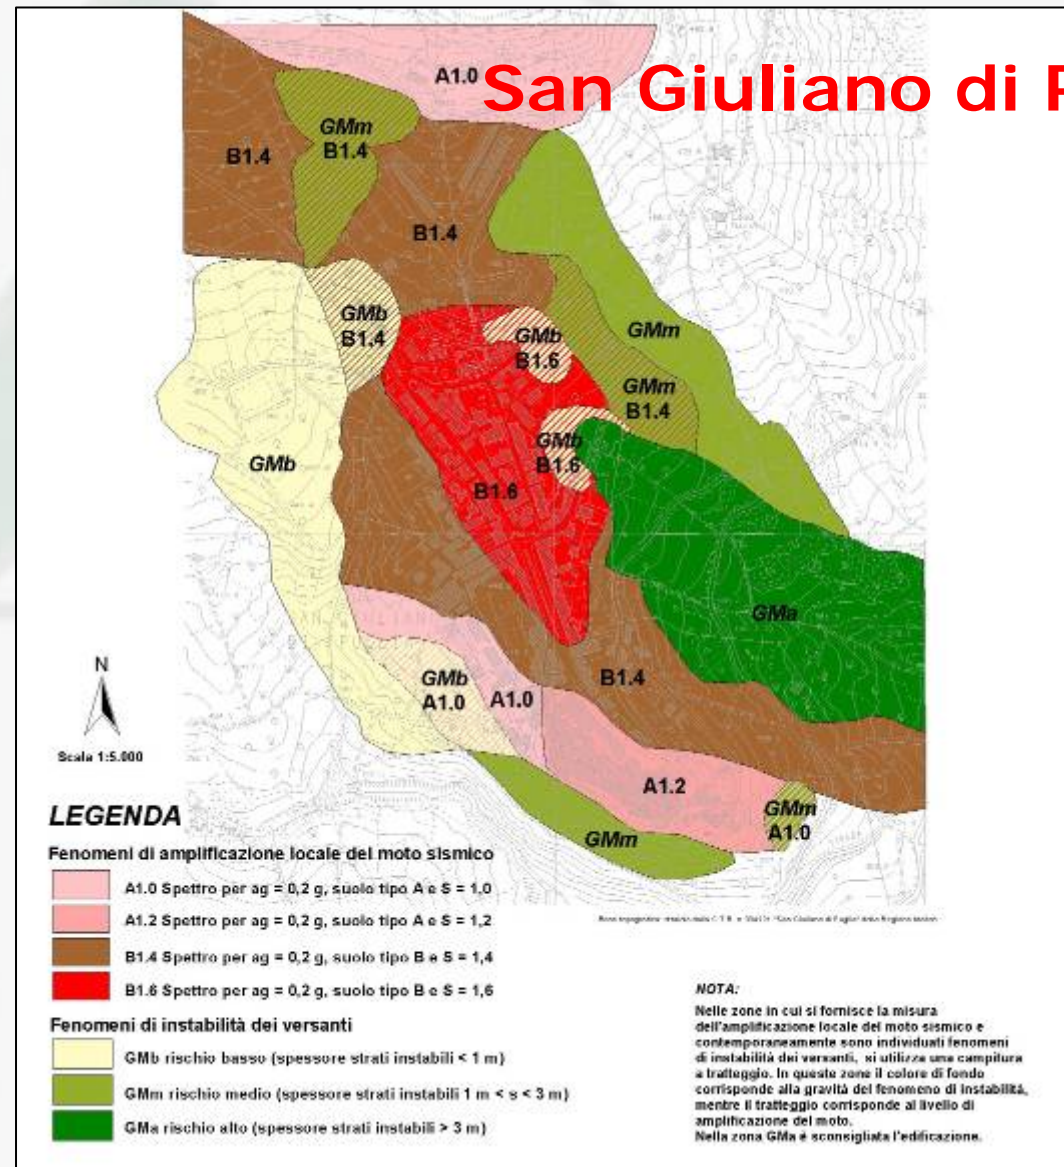 San Giuliano di P
A1.0
GMm
B1.4
B1.4
B1.4
GMb
B1.4
GMb
B1.6
GMm
GMm
B1.4
GMb
B1.6
GMb
B1.6
GMa
GMb
A1.0
A1.0
B1.4
A1.2
GMm
A1.0
GMm
N
Scala 1:5.000
LEGENDA
Fenomeni di amplificazione locale del moto sismico
A1.0 Spettro per ag = 0,2 g, suolo tipo A e S = 1,0
A1.2 Spettro per ag = 0,2 g, suolo tipo A e S = 1,2
B1.4 Spettro per ag = 0,2 g, suolo tipo B e S = 1,4
B1.6 Spettro per ag = 0,2 g, suolo tipo B e S = 1,6
Fenomeni di instabilità dei versanti
GMb rischio basso (spessore strati instabili < 1 m)
GMm rischio medio (spessore strati instabili 1 m < s < 3 m)
GMa rischio alto (spessore strati instabili > 3 m)
NOTA:
Nelle zone in cui si fornisce la misura
dell'amplificazione locale del moto sismico e
contemporaneamente sono individuati fenomeni
di instabilità dei versanti, si utilizza una campitura
a tratteggio. In queste zone il colore di fondo
corrisponde alla gravità del fenomeno di instabilità,
mentre il tratteggio corrisponde al livello di
amplificazione del moto.
Nella zona GMa è sconsigliata l'edificazione.